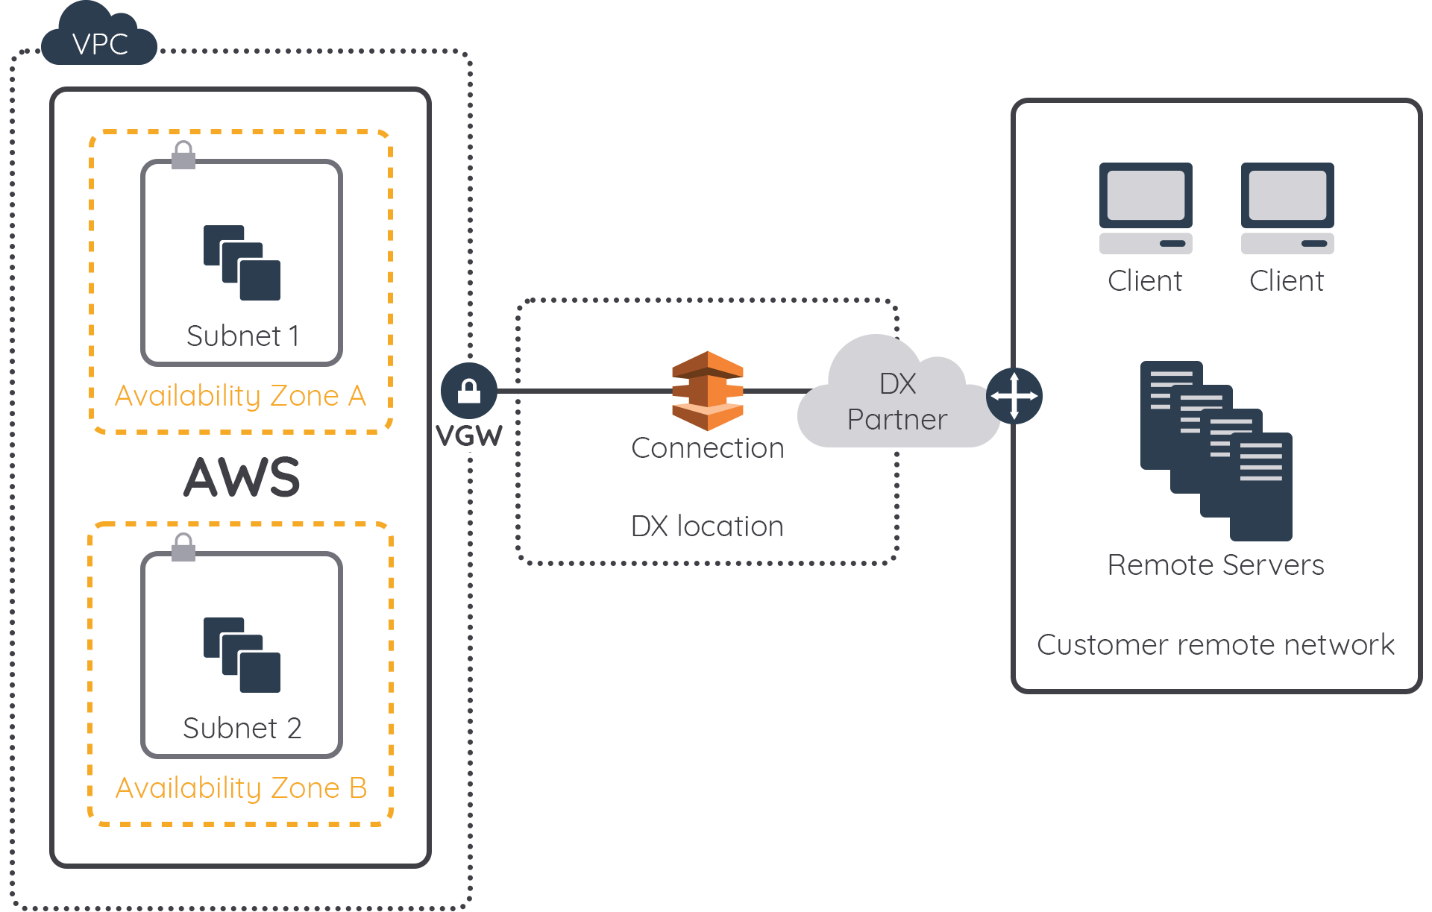 VPC
Subnet 1
Availability Zone A
AWS
Subnet 2
Availability Zone B
VGW
Connection
DX location
DX
Partner
Client
Client
Remote Servers
Customer remote network